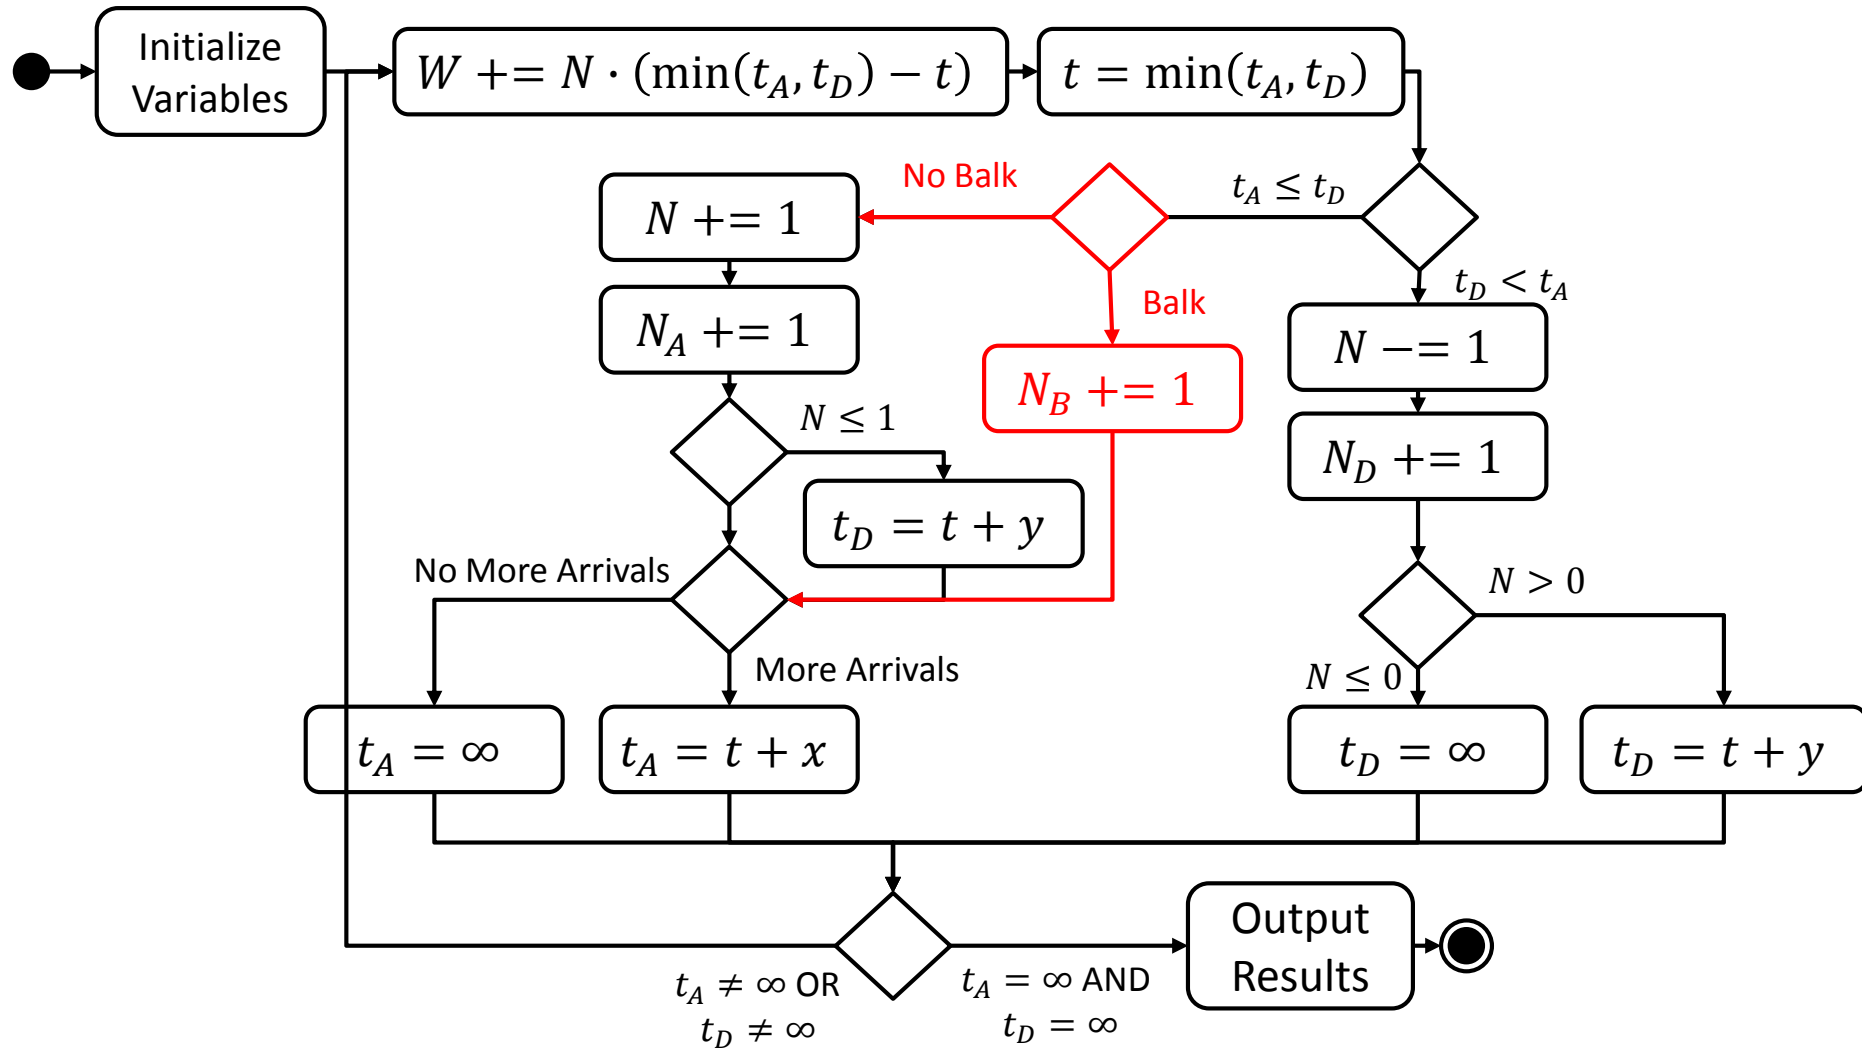 Initialize
Variables
W += N · (min(t_A, t_D) − t)
t = min(t_A, t_D)
No Balk
t_A ≤ t_D
N += 1
t_D < t_A
Balk
N_A += 1
N −= 1
N_B += 1
N ≤ 1
N_D += 1
t_D = t + y
No More Arrivals
N > 0
More Arrivals
N ≤ 0
t_A = ∞
t_A = t + x
t_D = ∞
t_D = t + y
Output
Results
t_A ≠ ∞ OR
t_D ≠ ∞
t_A = ∞ AND
t_D = ∞